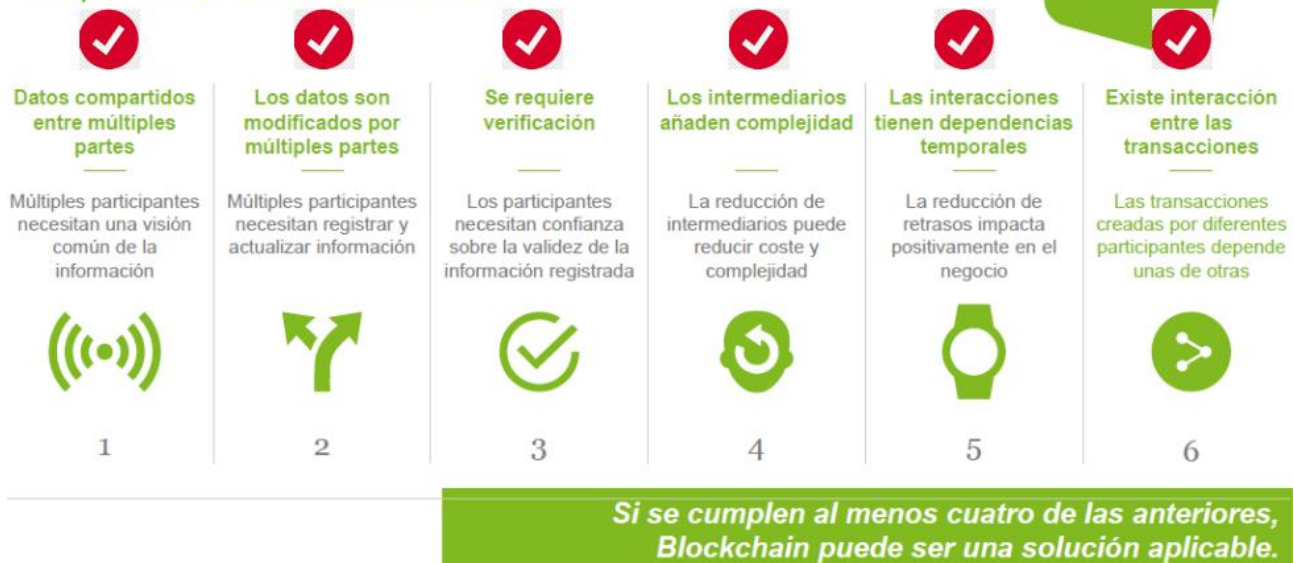 Datos compartidos
entre múltiples
partes
Múltiples participantes
necesitan una visión
común de la
información
1
Los datos son
modificados por
múltiples partes
Múltiples participantes
necesitan registrar y
actualizar información
2
Se requiere
verificación
Los participantes
necesitan confianza
sobre la validez de la
información registrada
3
Los intermediarios
añaden complejidad
La reducción de
intermediarios puede
reducir coste y
complejidad
4
Las interacciones
tienen dependencias
temporales
La reducción de
retrasos impacta
positivamente en el
negocio
5
Existe interacción
entre las
transacciones
Las transacciones
creadas por diferentes
participantes depende
unas de otras
6
Si se cumplen al menos cuatro de las anteriores,
Blockchain puede ser una solución aplicable.